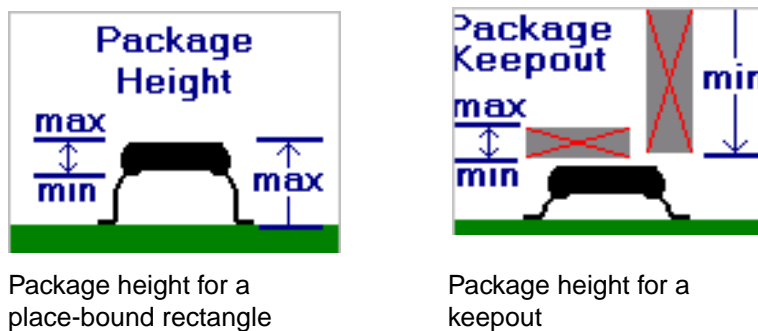 Package
Height
max
min
max
Package height for a
place-bound rectangle
Package
Keepout
max
min
min
Package height for a
keepout